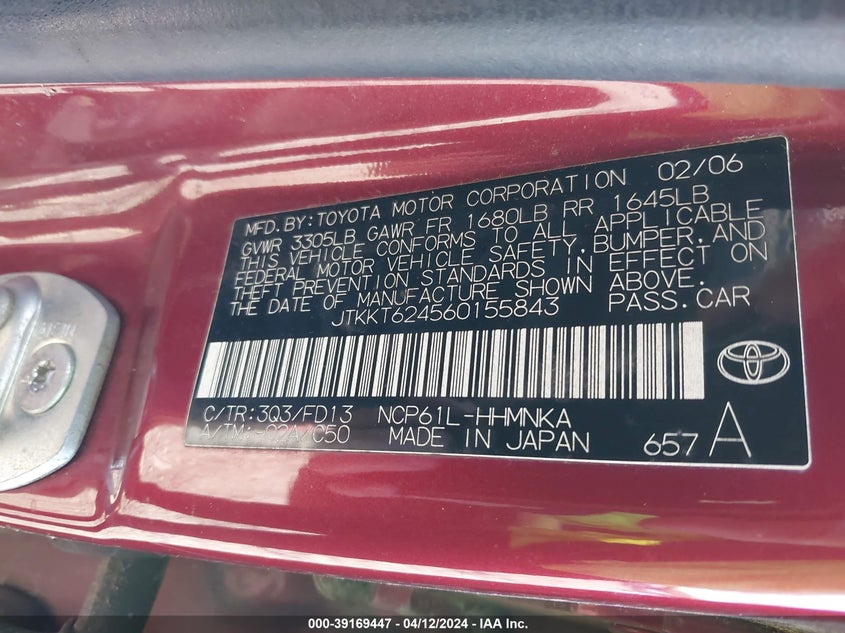 MFD.BY:TOYOTA MOTOR CORPORATION 02/06
GVWR 3305LB GAWR FR 1680LB RR 1645LB
THIS VEHICLE CONFORMS TO ALL APPLICABLE
FEDERAL MOTOR VEHICLE SAFETY,BUMPER,AND
THEFT PREVENTION STANDARDS IN EFFECT ON
THE DATE OF MANUFACTURE SHOWN ABOVE.
JTKKT624560155843 PASS.CAR
C/TR:3Q3/FD13 NCP61L-HHMNKA
A/TM:-C2A/C50 MADE IN JAPAN 657 A
000-39169447 - 04/12/2024 - IAA Inc.